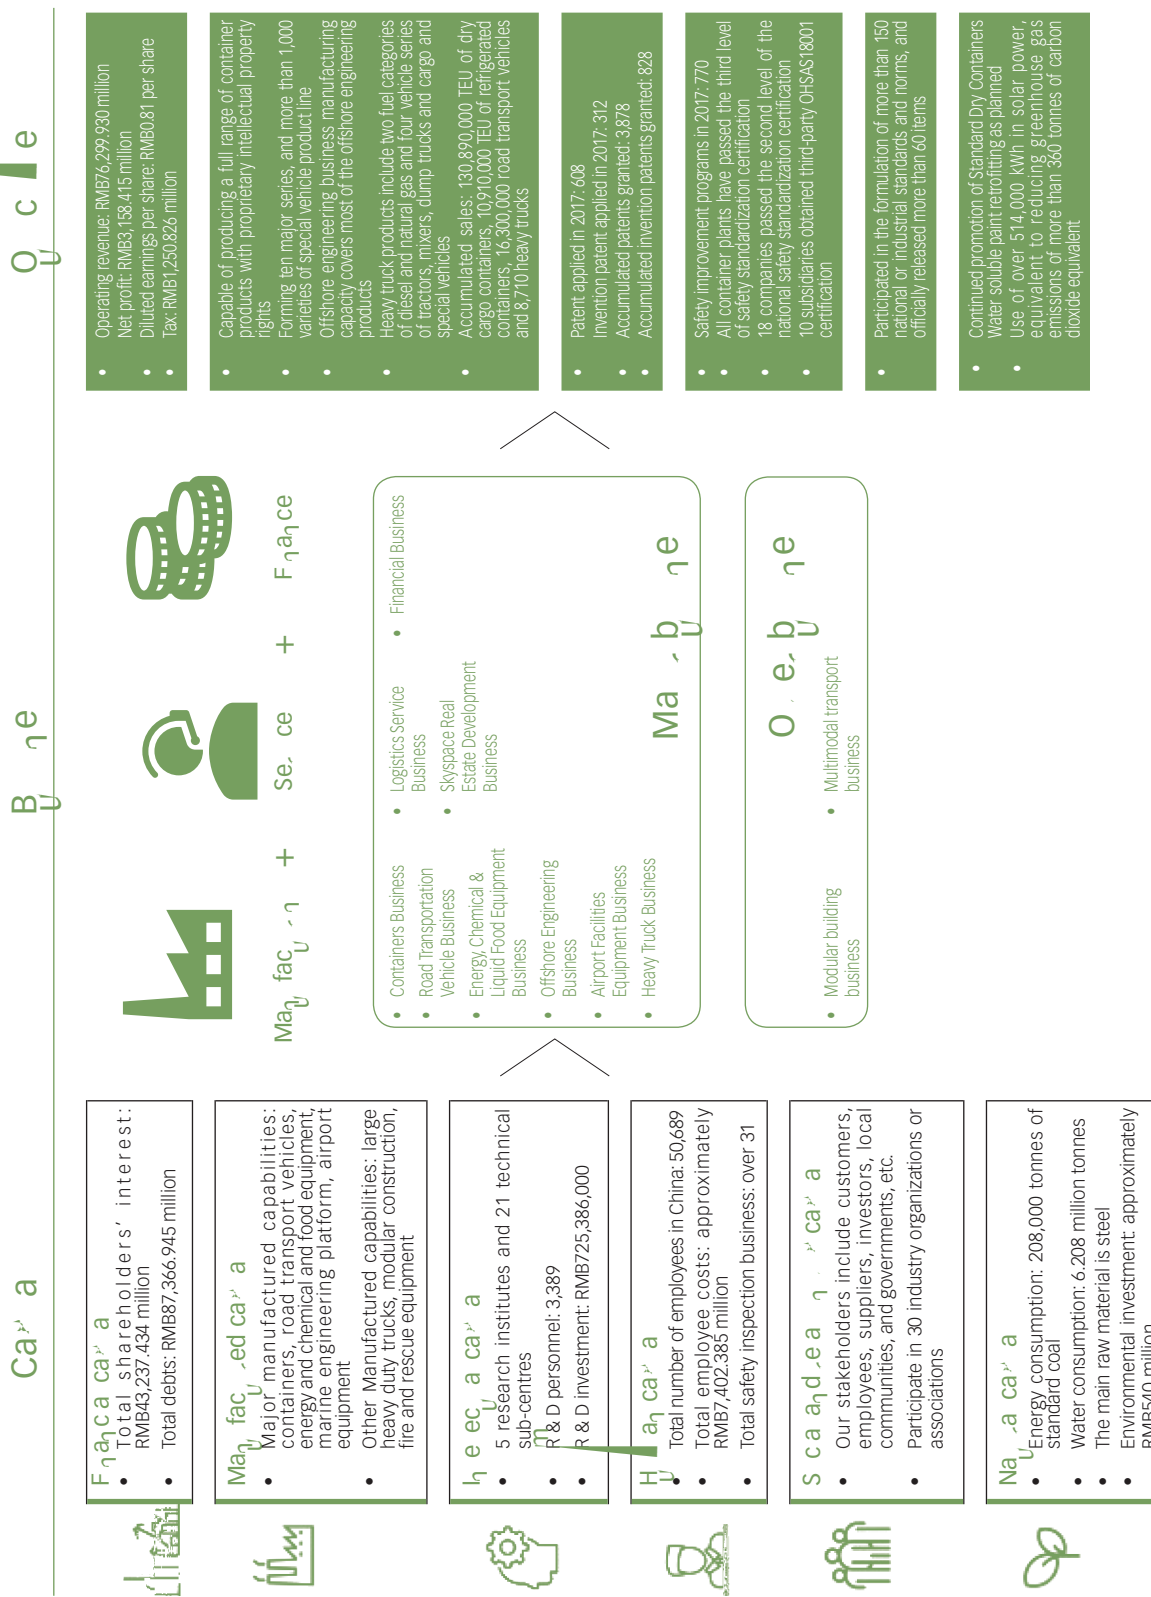 • Total shareholders' interest:
RMB43,237.434 million
• Total debts: RMB87,366.945 million
• Major manufactured capabilities:
containers, road transport vehicles,
energy and chemical and food equipment,
marine engineering platform, airport
equipment
• Other Manufactured capabilities: large
heavy duty trucks, modular construction,
fire and rescue equipment
• 5 research institutes and 21 technical
sub-centres
• R & D personnel: 3,389
• R & D investment: RMB725,386,000
• Total number of employees in China: 50,689
• Total employee costs: approximately
RMB7,402.385 million
• Total safety inspection business: over 31
• Our stakeholders include customers,
employees, suppliers, investors, local
communities, and governments, etc.
• Participate in 30 industry organizations or
associations
• Energy consumption: 208,000 tonnes of
standard coal
• Water consumption: 6.208 million tonnes
• The main raw material is steel
• Environmental investment: approximately
RMB540 million
+
+
• Containers Business
• Road Transportation
Vehicle Business
• Energy, Chemical &
Liquid Food Equipment
Business
• Offshore Engineering
Business
• Airport Facilities
Equipment Business
• Heavy Truck Business
• Logistics Service
Business
• Skyspace Real
Estate Development
Business
• Financial Business
• Modular building
business
• Multimodal transport
business
• Operating revenue: RMB76,299.930 million
Net profit: RMB3,158.415 million
• Diluted earnings per share: RMB0.81 per share
• Tax: RMB1,250.826 million
• Capable of producing a full range of container
products with proprietary intellectual property
rights
• Forming ten major series, and more than 1,000
varieties of special vehicle product line
• Offshore engineering business manufacturing
capacity covers most of the offshore engineering
products
• Heavy truck products include two fuel categories
of diesel and natural gas and four vehicle series
of tractors, mixers, dump trucks and cargo and
special vehicles
• Accumulated sales: 130,890,000 TEU of dry
cargo containers, 10,910,000 TEU of refrigerated
containers, 16,300,000 road transport vehicles
and 8,710 heavy trucks
• Patent applied in 2017: 608
Invention patent applied in 2017: 312
• Accumulated patents granted: 3,878
• Accumulated invention patents granted: 828
• Safety improvement programs in 2017: 770
• All container plants have passed the third level
of safety standardization certification
• 18 companies passed the second level of the
national safety standardization certification
• 10 subsidiaries obtained third-party OHSAS18001
certification
• Participated in the formulation of more than 150
national or industrial standards and norms, and
officially released more than 60 items
• Continued promotion of Standard Dry Containers
Water soluble paint retrofitting as planned
• Use of over 514,000 kWh in solar power,
equivalent to reducing greenhouse gas
emissions of more than 360 tonnes of carbon
dioxide equivalent